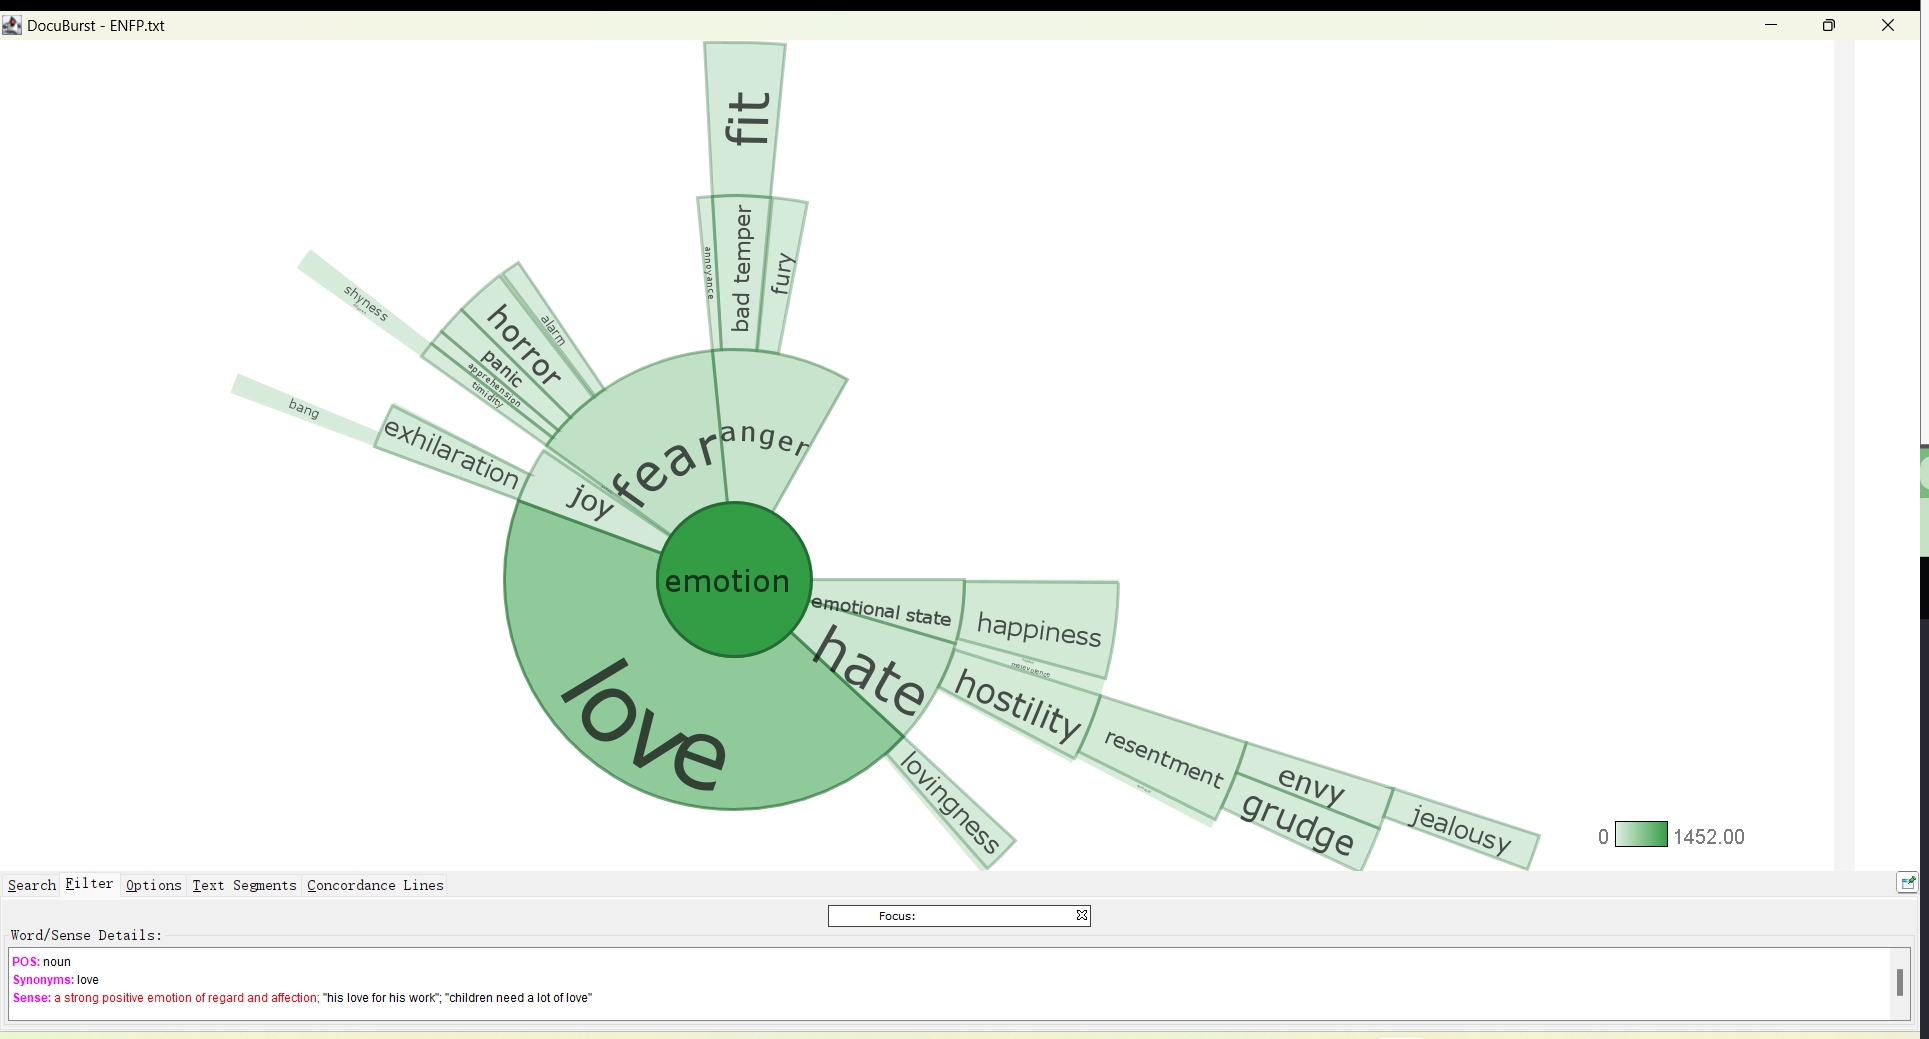 DocuBurst - ENFP.txt
fit
annoyance
bad temper
fury
shyness
alarm
horror
panic
apprehension
timidity
bang
exhilaration
joy
fear
anger
emotion
emotional state
happiness
malevolence
hate
hostility
resentment
envy
grudge
jealousy
love
lovingness
0 1452.00
Search Filter Options Text Segments Concordance Lines
Focus:
Word/Sense Details:
POS: noun
Synonyms: love
Sense: a strong positive emotion of regard and affection; "his love for his work"; "children need a lot of love"